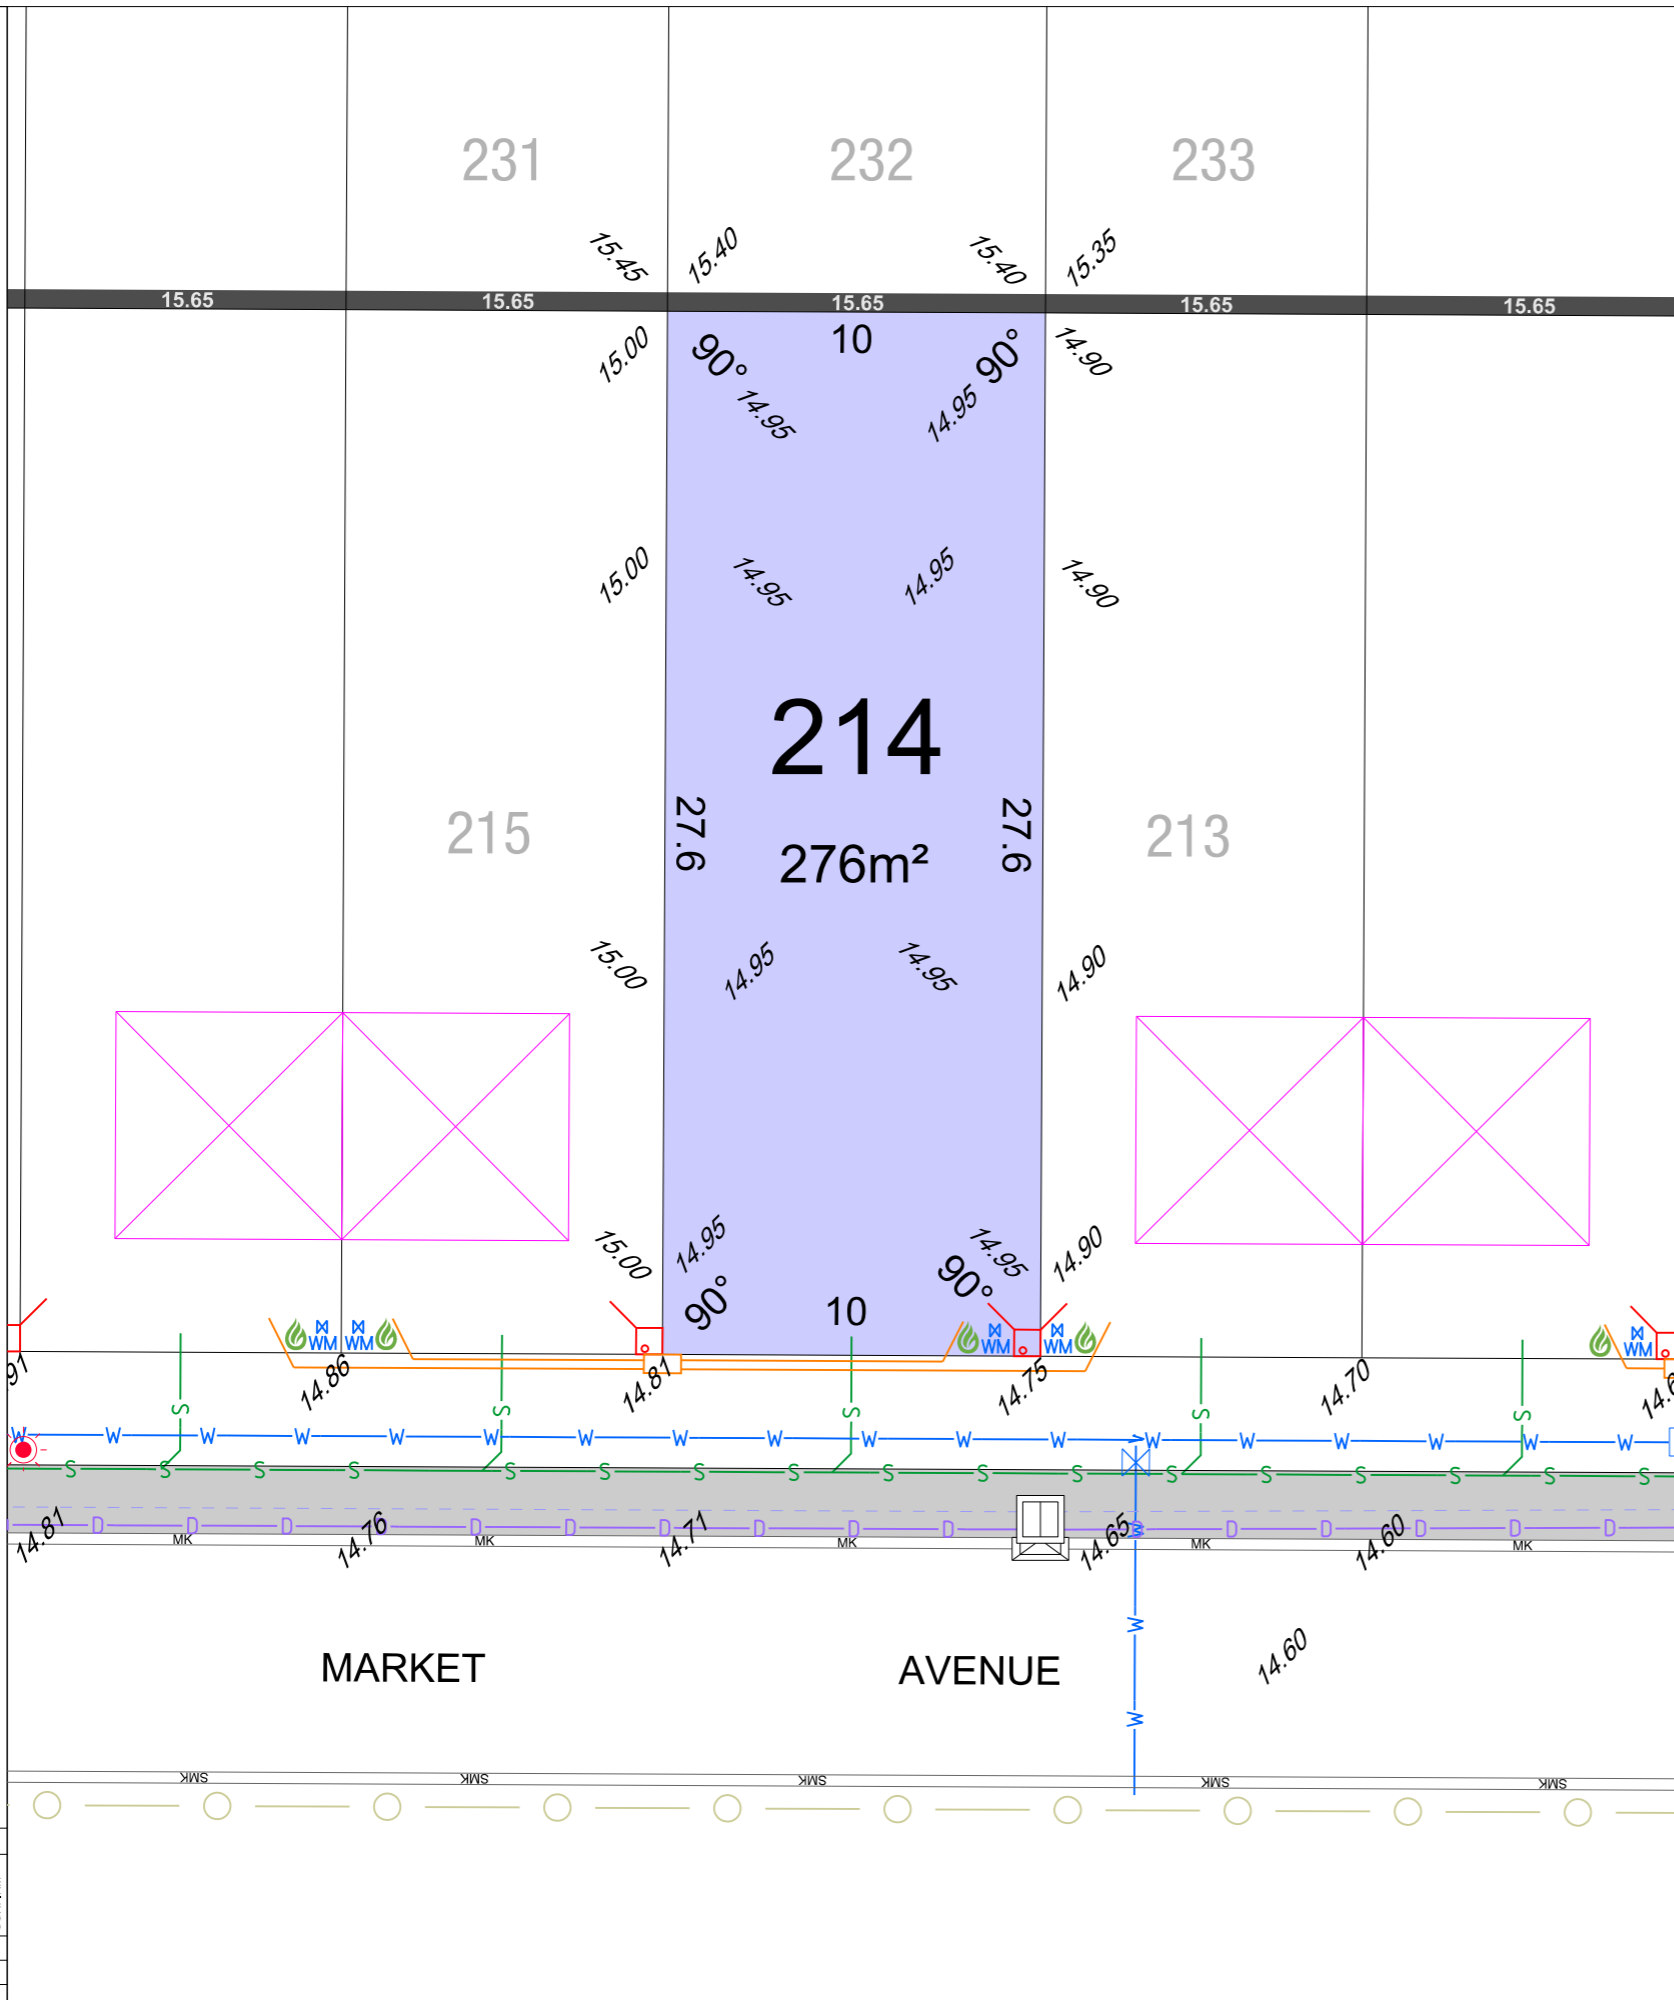 231 232 233
15.45 15.40 15.40 15.35
15.65 15.65 15.65 15.65 15.65
10
15.00 90° 90° 14.90
14.95 14.95
15.00 14.95 14.95 14.90
214
215 27.6 27.6 213
276m²
15.00 14.95 14.95 14.90
15.00 14.95 14.95 14.90
90° 90°
10
WM WM WM WM WM
14.86 14.81 14.75 14.70
S S S S S
W W W W W W W W W W W W W W W W W W
S S S S S S S S S S S S S S S S S
14.81 14.76 14.71 14.65 14.60
D D D D D D D D D D D D D D D D
W
MK MK MK MK MK
W
14.60
MARKET AVENUE
W
SMK SMK SMK SMK SMK